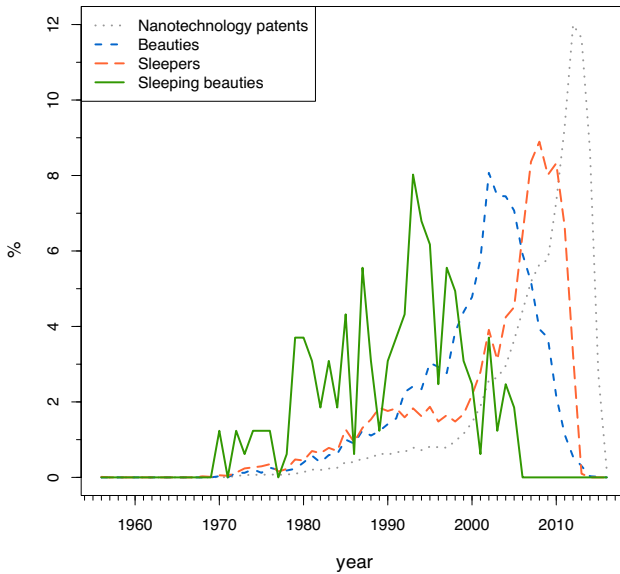 Nanotechnology patents
Beauties
Sleepers
Sleeping beauties
12
10
8
6
4
2
0
%
1960 1970 1980 1990 2000 2010
year